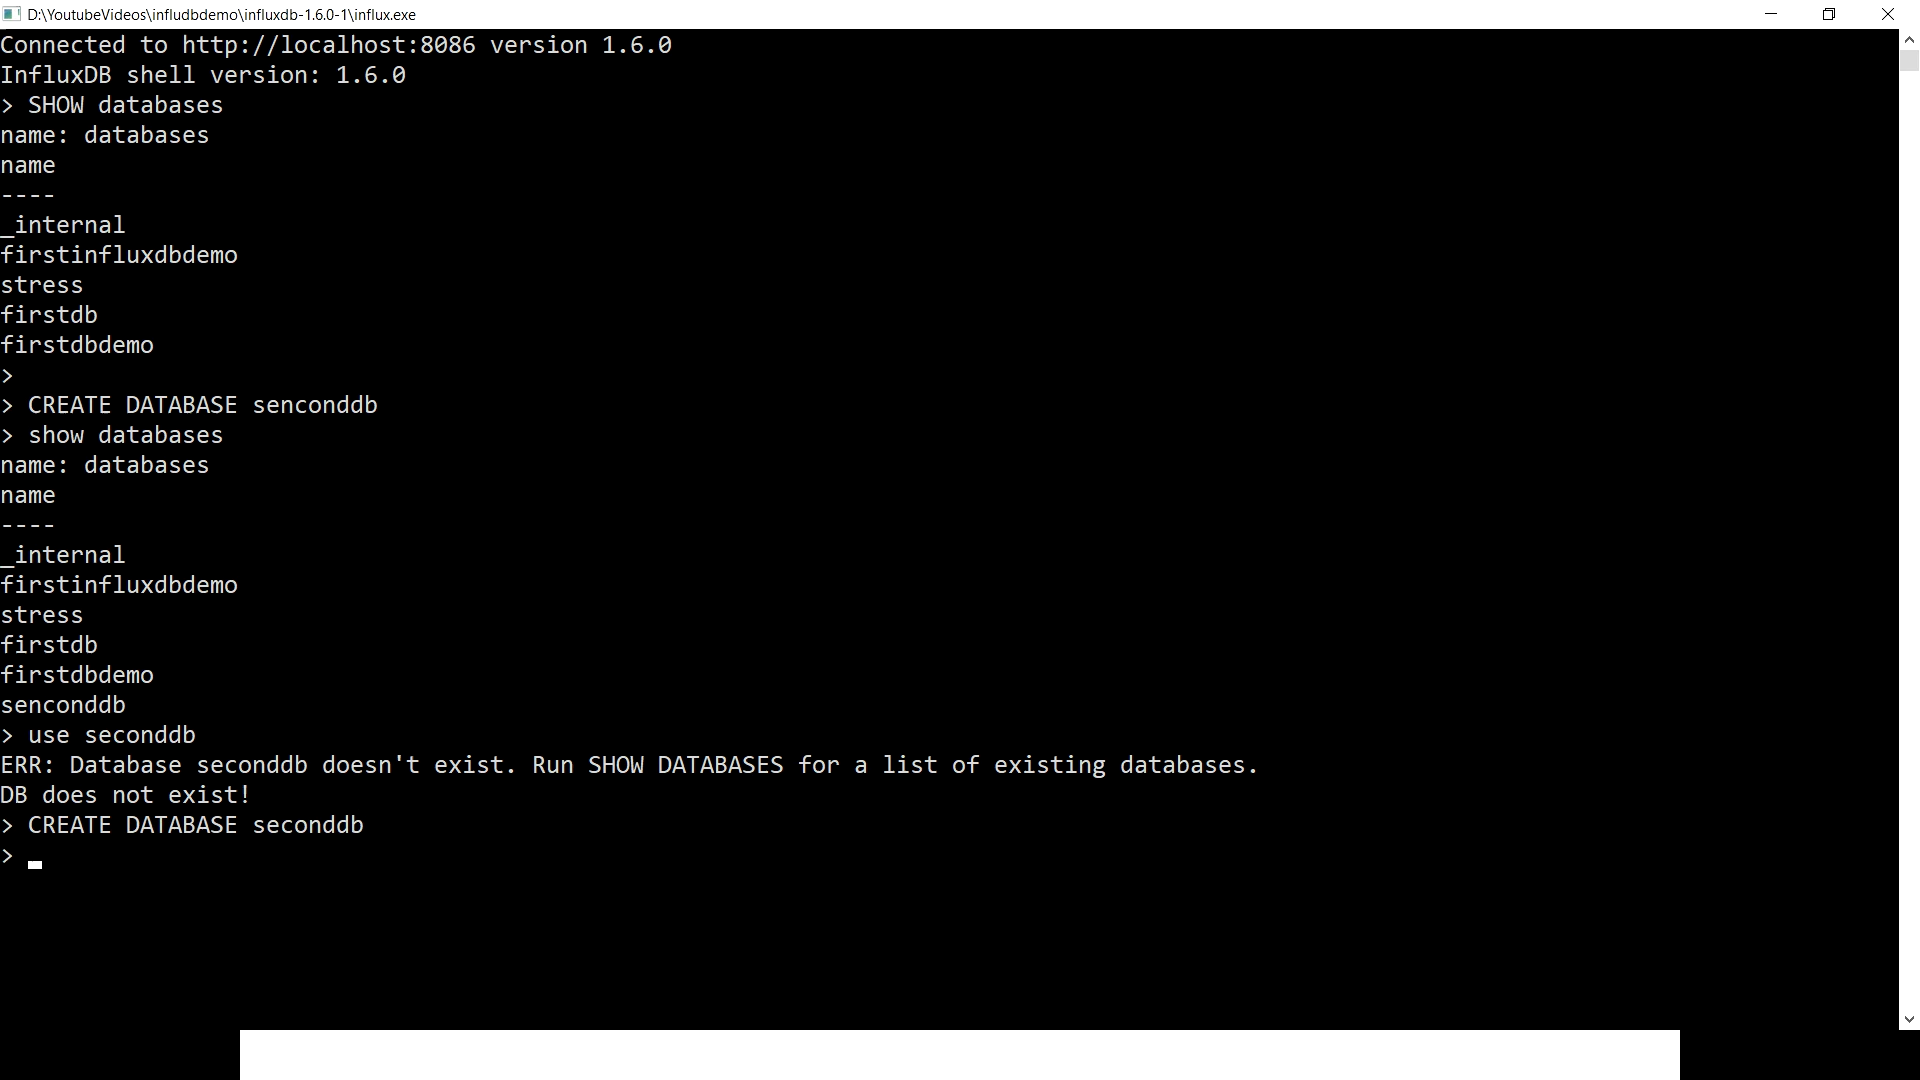 D:\YoutubeVideos\infludbdemo\influxdb-1.6.0-1\influx.exe
Connected to http://localhost:8086 version 1.6.0
InfluxDB shell version: 1.6.0
> SHOW databases
name: databases
name
----
_internal
firstinfluxdbdemo
stress
firstdb
firstdbdemo
>
> CREATE DATABASE senconddb
> show databases
name: databases
name
----
_internal
firstinfluxdbdemo
stress
firstdb
firstdbdemo
senconddb
> use seconddb
ERR: Database seconddb doesn't exist. Run SHOW DATABASES for a list of existing databases.
DB does not exist!
> CREATE DATABASE seconddb
>